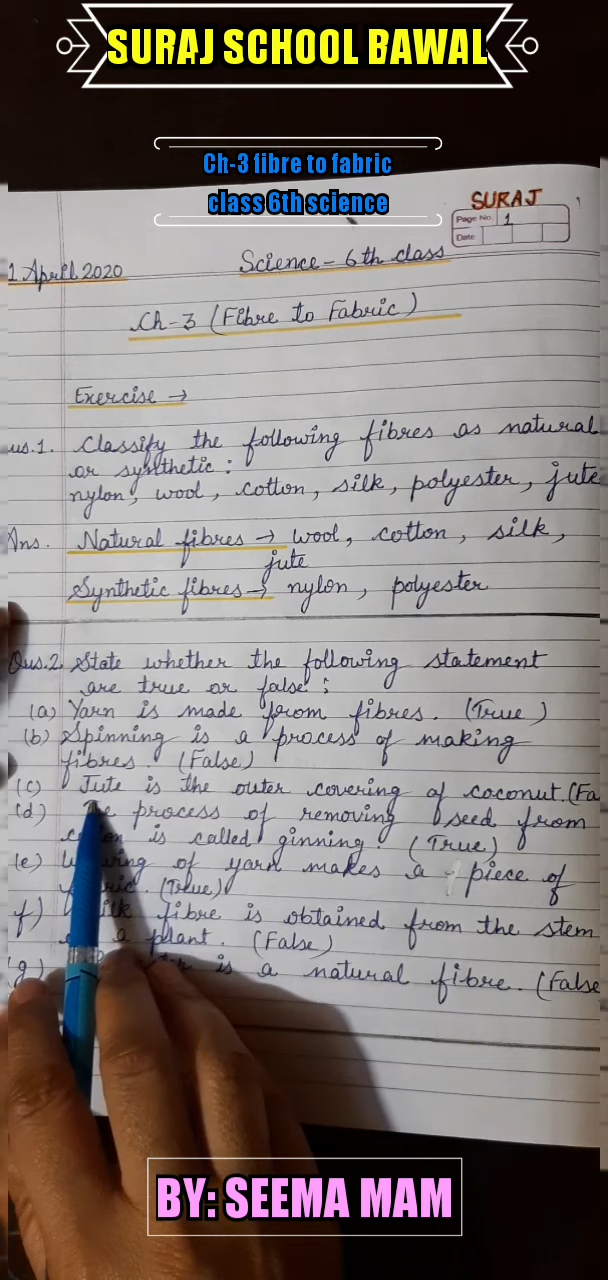 SURAJ SCHOOL BAWAL
Ch-3 fibre to fabric
class 6th science
SURAJ
Page No. 1
Date
1 April 2020
Science - 6th class
Ch-3 (Fibre to Fabric)
Exercise →
us.1. Classify the following fibres as natural
or synthetic :
nylon, wool, cotton, silk, polyester, jute
Ans. Natural fibres → wool, cotton, silk,
jute
Synthetic fibres → nylon, polyester
Qus.2. State whether the following statement
are true or false :
(a) Yarn is made from fibres. (True)
(b) Spinning is a process of making
fibres. (False)
(c) Jute is the outer covering of coconut. (Fa
(d) process of removing seed from
is called ginning. (True)
(e) of yarn makes a piece of
(True)
f) fibre is obtained from the stem
a plant. (False)
(g) is a natural fibre. (False
BY: SEEMA MAM